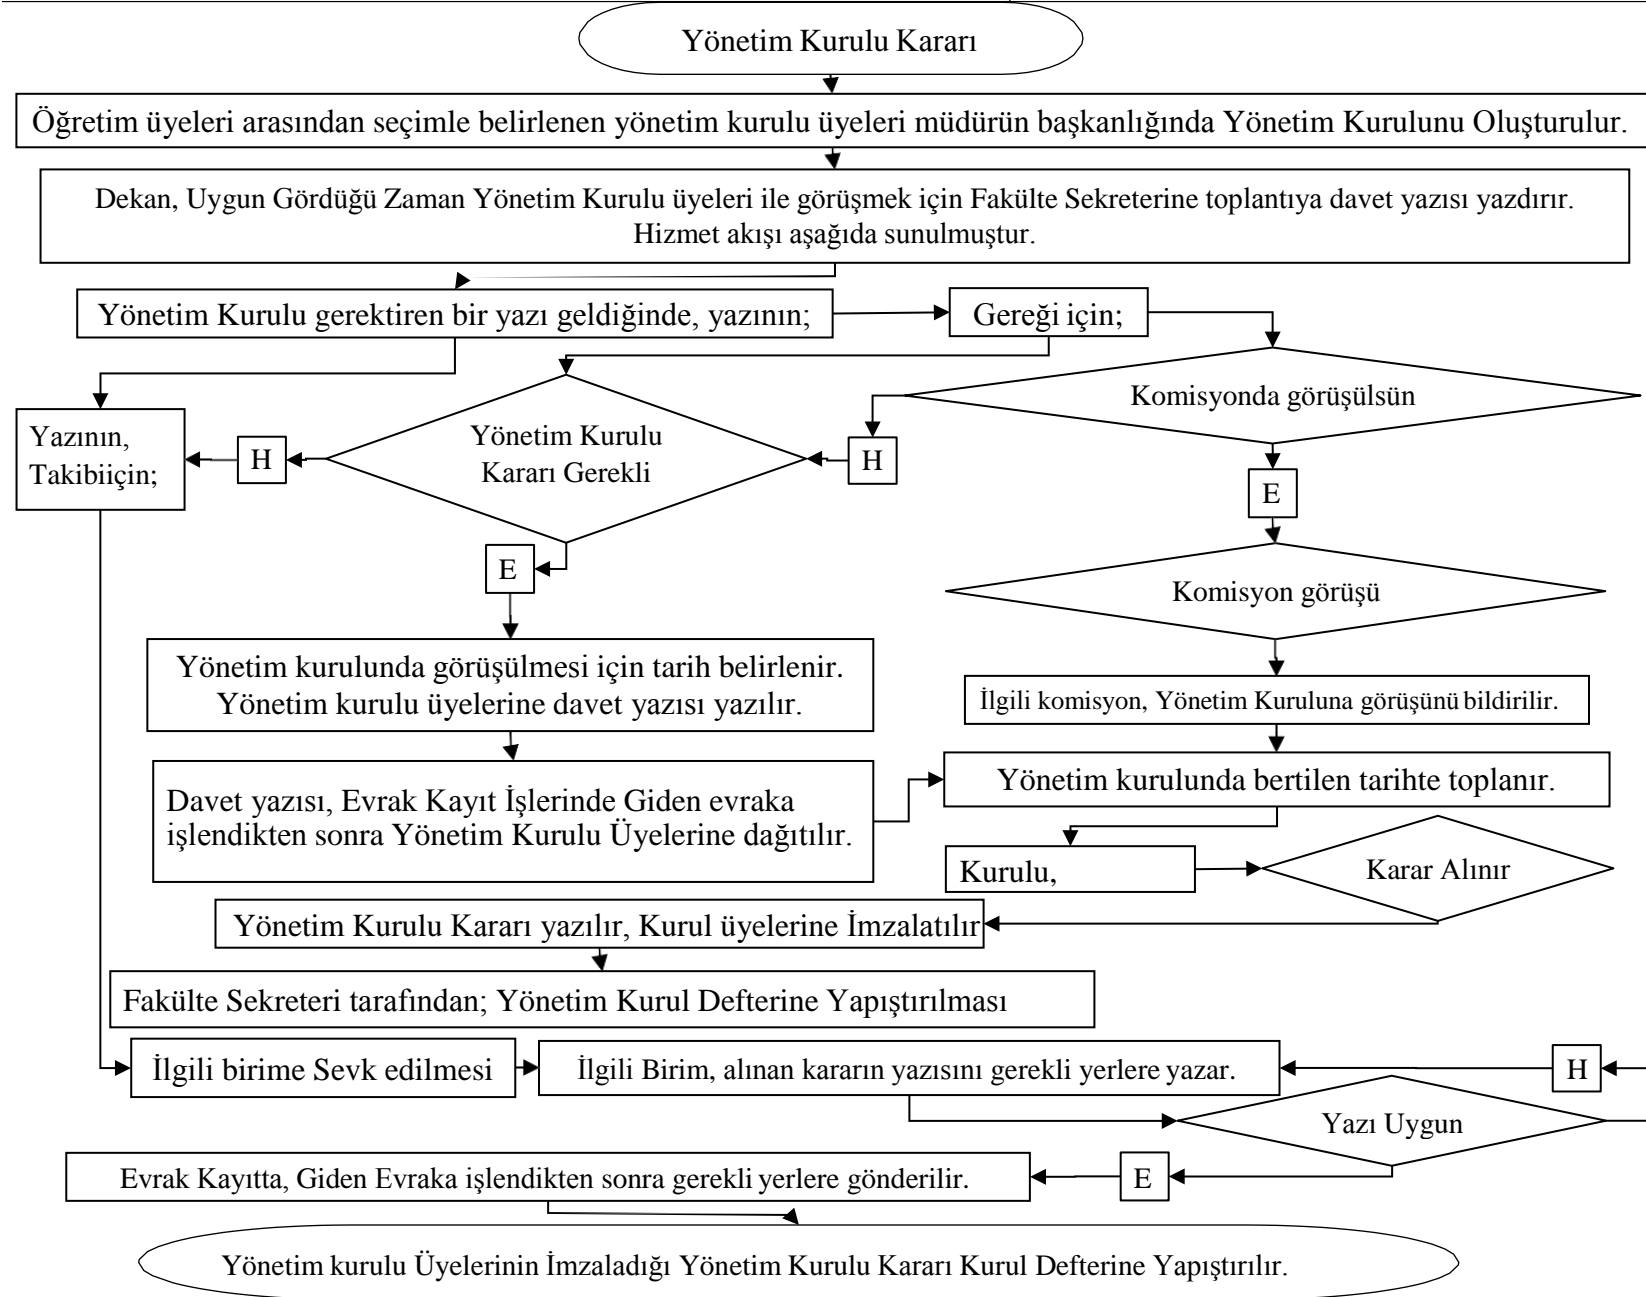 Yönetim Kurulu Kararı
Öğretim üyeleri arasından seçimle belirlenen yönetim kurulu üyeleri müdürün başkanlığında Yönetim Kurulunu Oluşturulur.
Dekan, Uygun Gördüğü Zaman Yönetim Kurulu üyeleri ile görüşmek için Fakülte Sekreterine toplantıya davet yazısı yazdırır.
Hizmet akışı aşağıda sunulmuştur.
Yönetim Kurulu gerektiren bir yazı geldiğinde, yazının;
Gereği için;
Komisyonda görüşülsün
Yazının,
Takibiiçin;
H
Yönetim Kurulu
Kararı Gerekli
H
E
E
Komisyon görüşü
Yönetim kurulunda görüşülmesi için tarih belirlenir.
Yönetim kurulu üyelerine davet yazısı yazılır.
İlgili komisyon, Yönetim Kuruluna görüşünü bildirilir.
Davet yazısı, Evrak Kayıt İşlerinde Giden evraka
işlendikten sonra Yönetim Kurulu Üyelerine dağıtılır.
Yönetim kurulunda bertilen tarihte toplanır.
Kurulu,
Karar Alınır
Yönetim Kurulu Kararı yazılır, Kurul üyelerine İmzalatılır
Fakülte Sekreteri tarafından; Yönetim Kurul Defterine Yapıştırılması
İlgili birime Sevk edilmesi
İlgili Birim, alınan kararın yazısını gerekli yerlere yazar.
H
Yazı Uygun
Evrak Kayıtta, Giden Evraka işlendikten sonra gerekli yerlere gönderilir.
E
Yönetim kurulu Üyelerinin İmzaladığı Yönetim Kurulu Kararı Kurul Defterine Yapıştırılır.